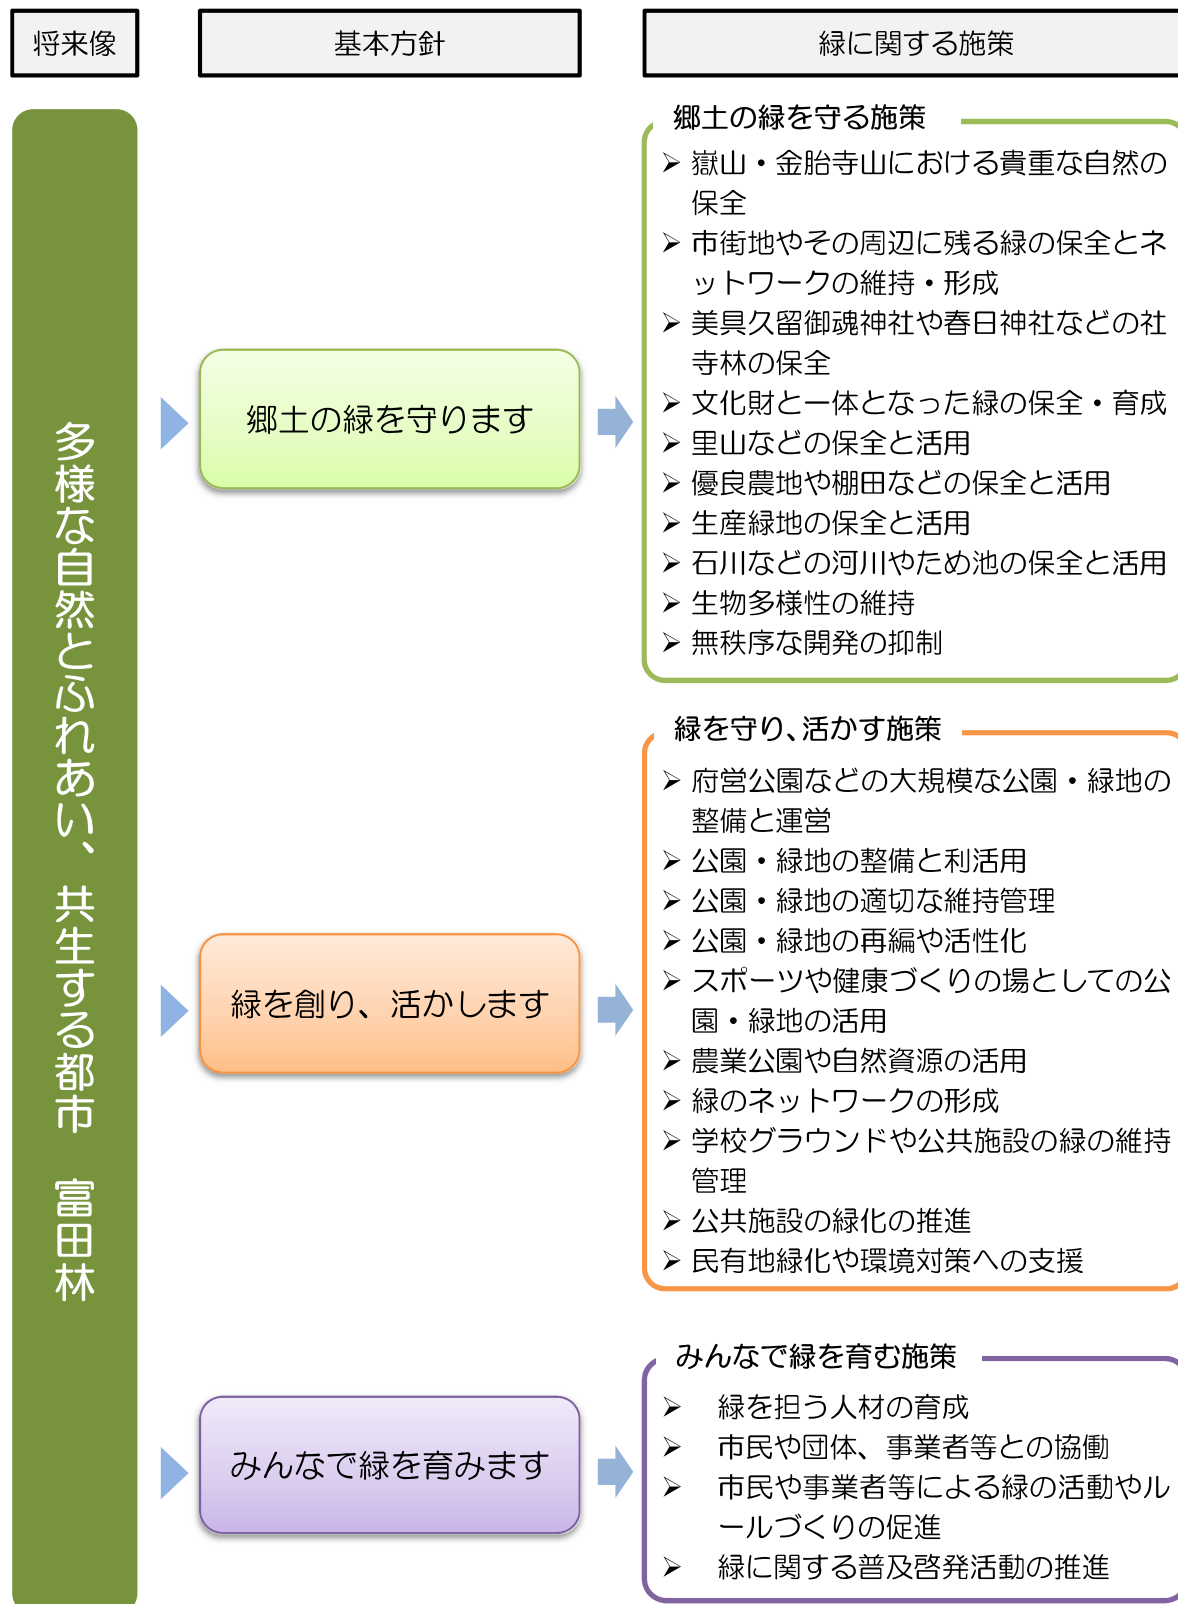 将来像
基本方針
緑に関する施策
多様な自然とふれあい、共生する都市　富田林
郷土の緑を守ります
郷土の緑を守る施策
➢ 嶽山・金胎寺山における貴重な自然の
保全
➢ 市街地やその周辺に残る緑の保全とネ
ットワークの維持・形成
➢ 美具久留御魂神社や春日神社などの社
寺林の保全
➢ 文化財と一体となった緑の保全・育成
➢ 里山などの保全と活用
➢ 優良農地や棚田などの保全と活用
➢ 生産緑地の保全と活用
➢ 石川などの河川やため池の保全と活用
➢ 生物多様性の維持
➢ 無秩序な開発の抑制
緑を創り、活かします
緑を守り、活かす施策
➢ 府営公園などの大規模な公園・緑地の
整備と運営
➢ 公園・緑地の整備と利活用
➢ 公園・緑地の適切な維持管理
➢ 公園・緑地の再編や活性化
➢ スポーツや健康づくりの場としての公
園・緑地の活用
➢ 農業公園や自然資源の活用
➢ 緑のネットワークの形成
➢ 学校グラウンドや公共施設の緑の維持
管理
➢ 公共施設の緑化の推進
➢ 民有地緑化や環境対策への支援
みんなで緑を育みます
みんなで緑を育む施策
➢ 緑を担う人材の育成
➢ 市民や団体、事業者等との協働
➢ 市民や事業者等による緑の活動やル
ールづくりの促進
➢ 緑に関する普及啓発活動の推進